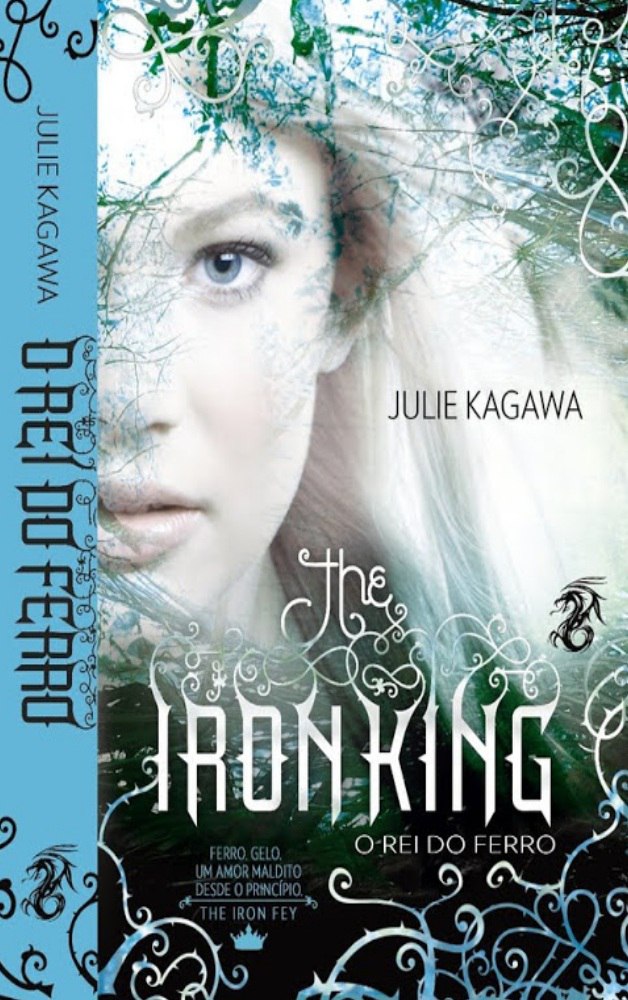 JULIE KAGAWA
O REI DO FERRO
JULIE KAGAWA
the
IRON KING
O REI DO FERRO
FERRO. GELO.
UM AMOR MALDITO
DESDE O PRINCÍPIO.
THE IRON FEY